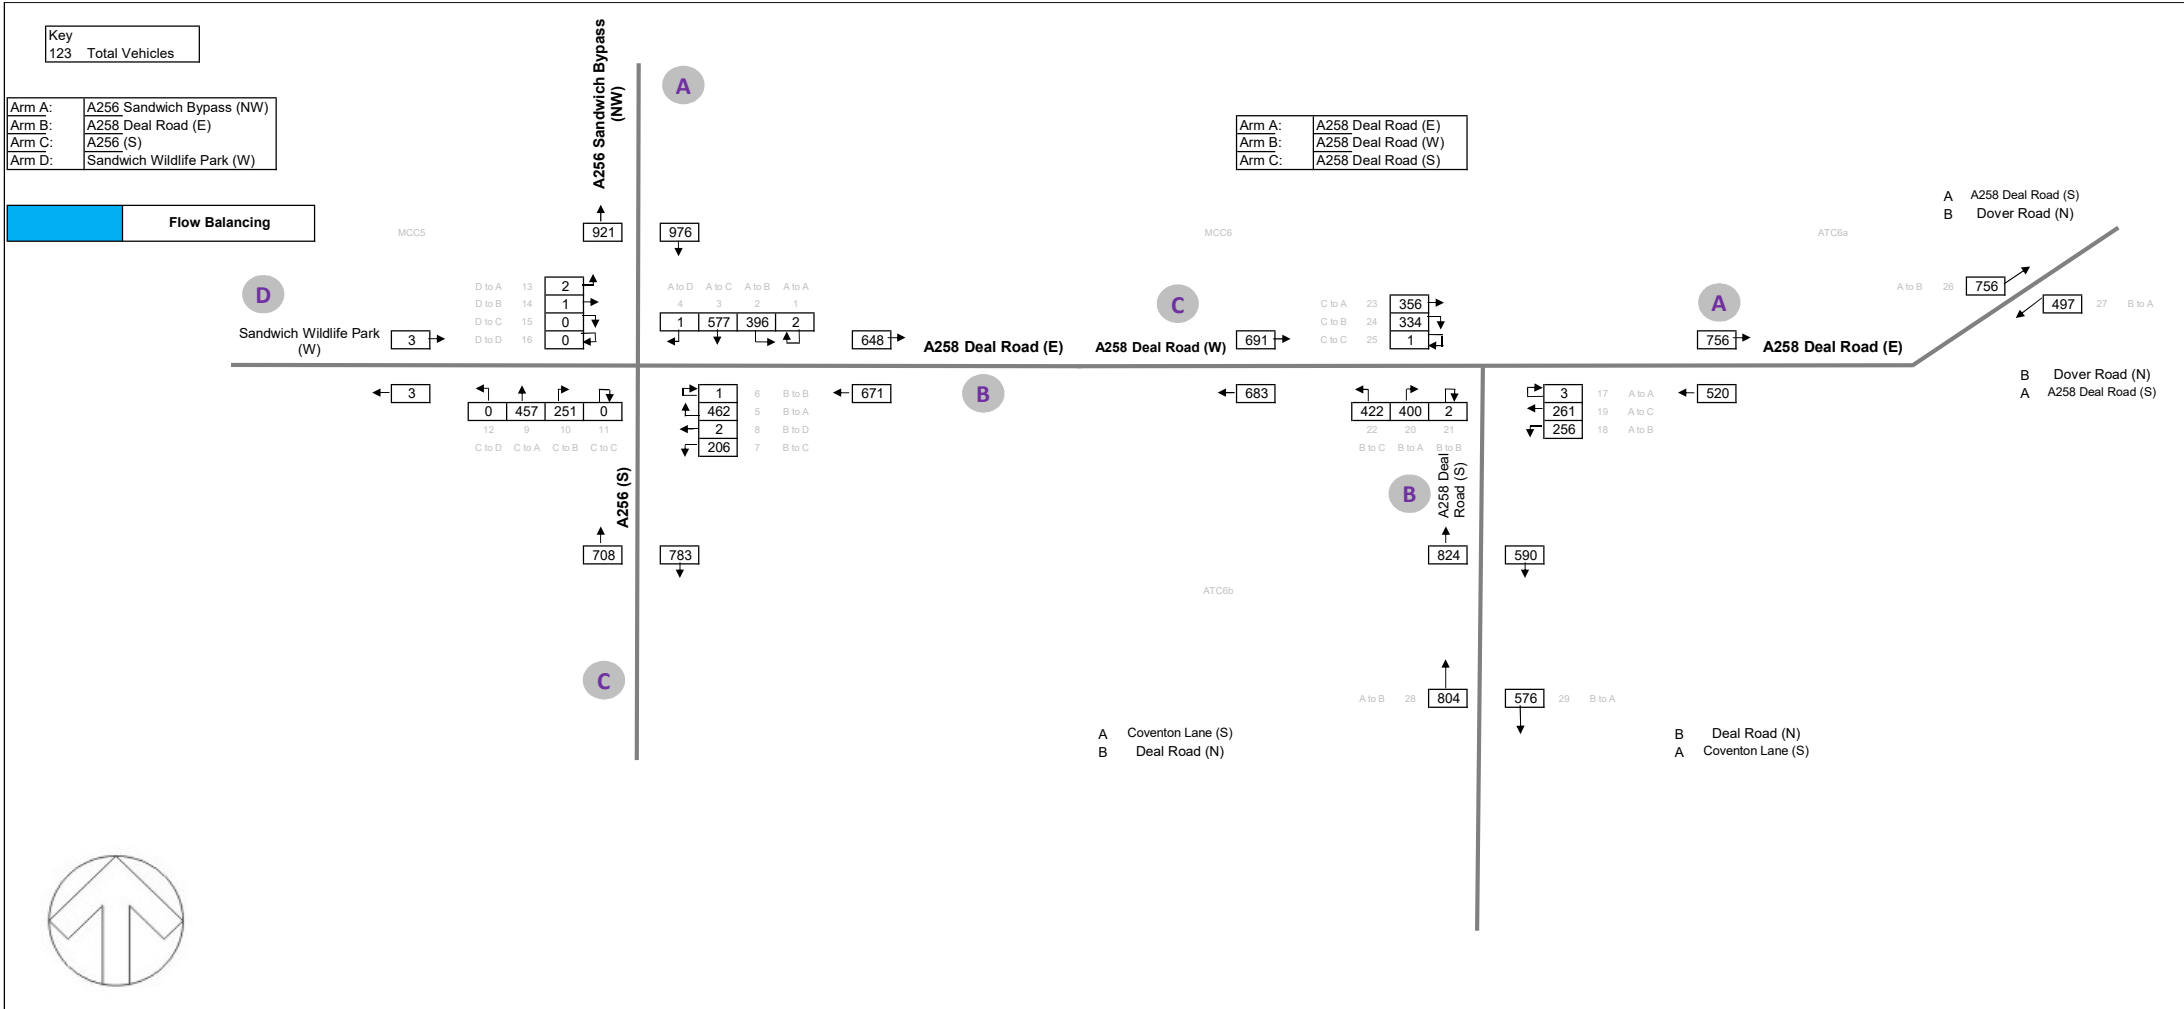 Key
123 Total Vehicles
A256 Sandwich Bypass
(NW)
A
Arm A: A256 Sandwich Bypass (NW)
Arm B: A258 Deal Road (E)
Arm C: A256 (S)
Arm D: Sandwich Wildlife Park (W)
Arm A: A258 Deal Road (E)
Arm B: A258 Deal Road (W)
Arm C: A258 Deal Road (S)
Flow Balancing
MCC5
921
976
MCC6
ATC6a
A A258 Deal Road (S)
B Dover Road (N)
D
D to A 13 2
D to B 14 1
D to C 15 0
D to D 16 0
A to D A to C A to B A to A
4 3 2 1
1 577 396 2
C
C to A 23 356
C to B 24 334
C to C 25 1
A
A to B 26 756
497 27 B to A
Sandwich Wildlife Park
(W)
3
648
A258 Deal Road (E)
A258 Deal Road (W)
691
756
A258 Deal Road (E)
3
0 457 251 0
12 9 10 11
C to D C to A C to B C to C
1 6 B to B
462 5 B to A
2 8 B to D
206 7 B to C
671
B
683
422 400 2
22 20 21
B to C B to A B to B
3 17 A to A
261 19 A to C
256 18 A to B
520
B Dover Road (N)
A A258 Deal Road (S)
A256 (S)
B
A258 Deal
Road (S)
708
783
824
590
ATC6b
C
A to B 28 804
576 29 B to A
A Coventon Lane (S)
B Deal Road (N)
B Deal Road (N)
A Coventon Lane (S)